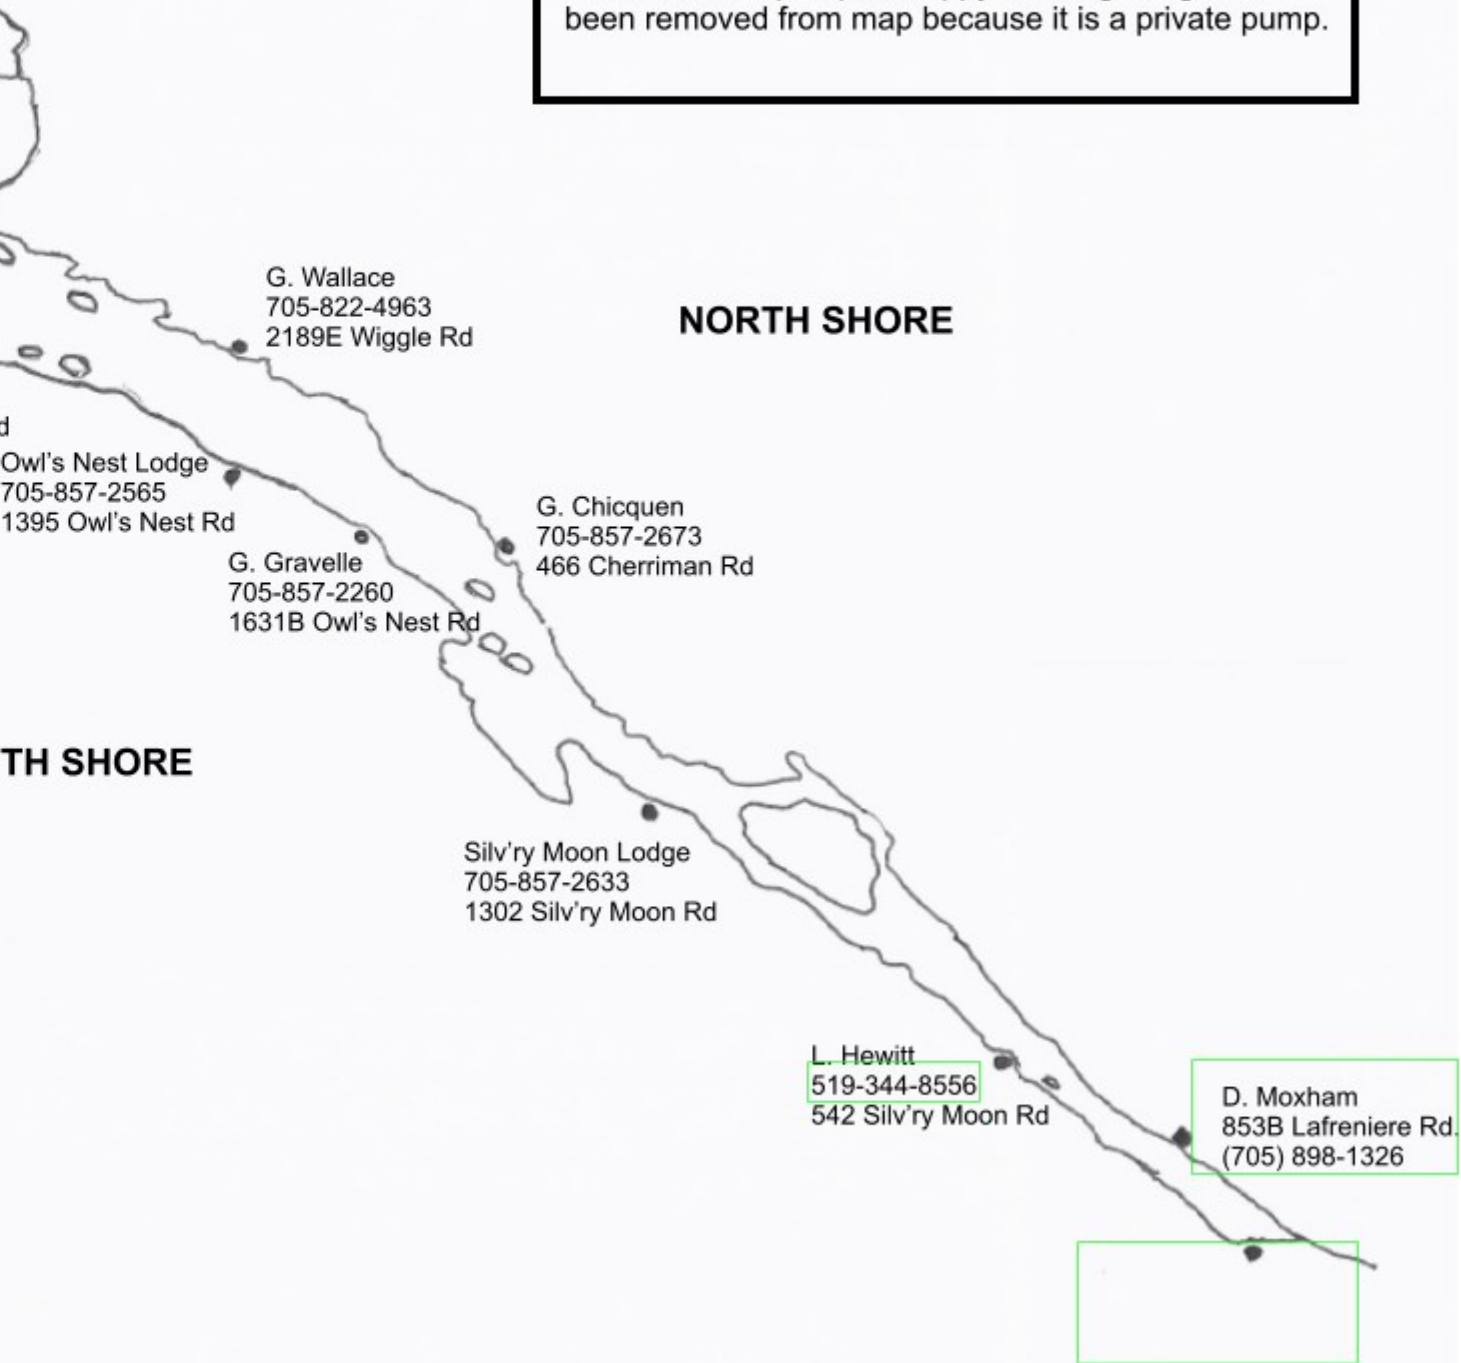 been removed from map because it is a private pump.
G. Wallace
705-822-4963
2189E Wiggle Rd
NORTH SHORE
d
Owl's Nest Lodge
705-857-2565
1395 Owl's Nest Rd
G. Chicquen
705-857-2673
466 Cherriman Rd
G. Gravelle
705-857-2260
1631B Owl's Nest Rd
TH SHORE
Silv'ry Moon Lodge
705-857-2633
1302 Silv'ry Moon Rd
L. Hewitt
519-344-8556
542 Silv'ry Moon Rd
D. Moxham
853B Lafreniere Rd.
(705) 898-1326